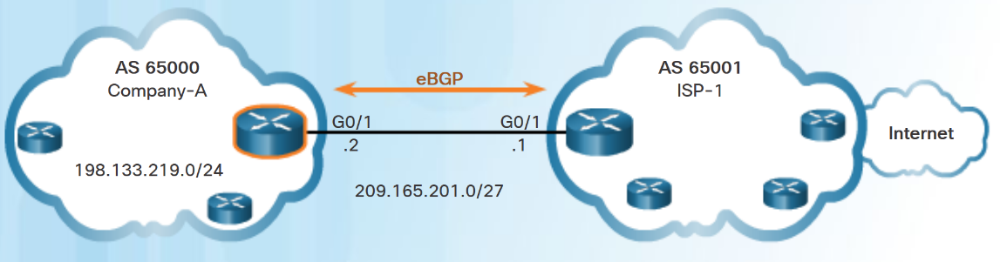 AS 65000
Company-A
198.133.219.0/24
eBGP
G0/1
.2
G0/1
.1
209.165.201.0/27
AS 65001
ISP-1
Internet